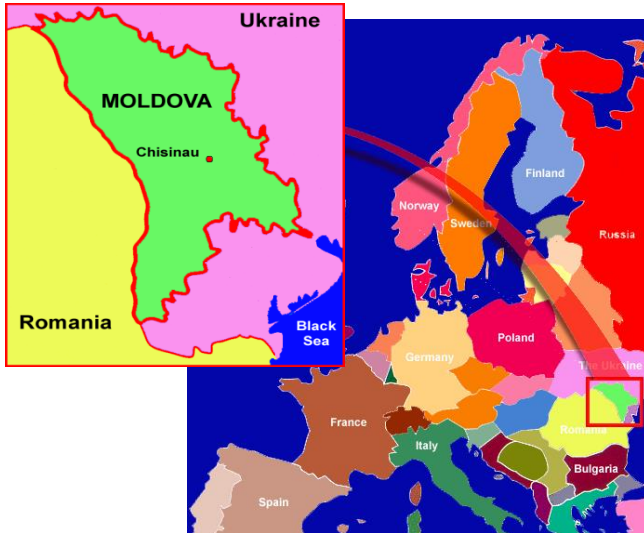 Ukraine
MOLDOVA
Chisinau
Romania
Black
Sea
Finland
Norway
Sweden
Russia
Poland
Germany
The Ukraine
France
Romania
Italy
Bulgaria
Spain